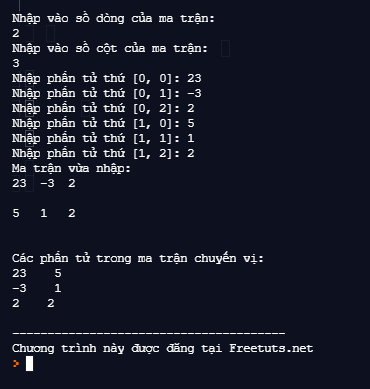 Nhập vào số dòng của ma trận:
2
Nhập vào số cột của ma trận:
3
Nhập phần tử thứ [0, 0]: 23
Nhập phần tử thứ [0, 1]: -3
Nhập phần tử thứ [0, 2]: 2
Nhập phần tử thứ [1, 0]: 5
Nhập phần tử thứ [1, 1]: 1
Nhập phần tử thứ [1, 2]: 2
Ma trận vừa nhập:
23 -3 2
5 1 2
Các phần tử trong ma trận chuyển vị:
23 5
-3 1
2 2
---------------------------------------
Chương trình này được đăng tại Freetuts.net
>